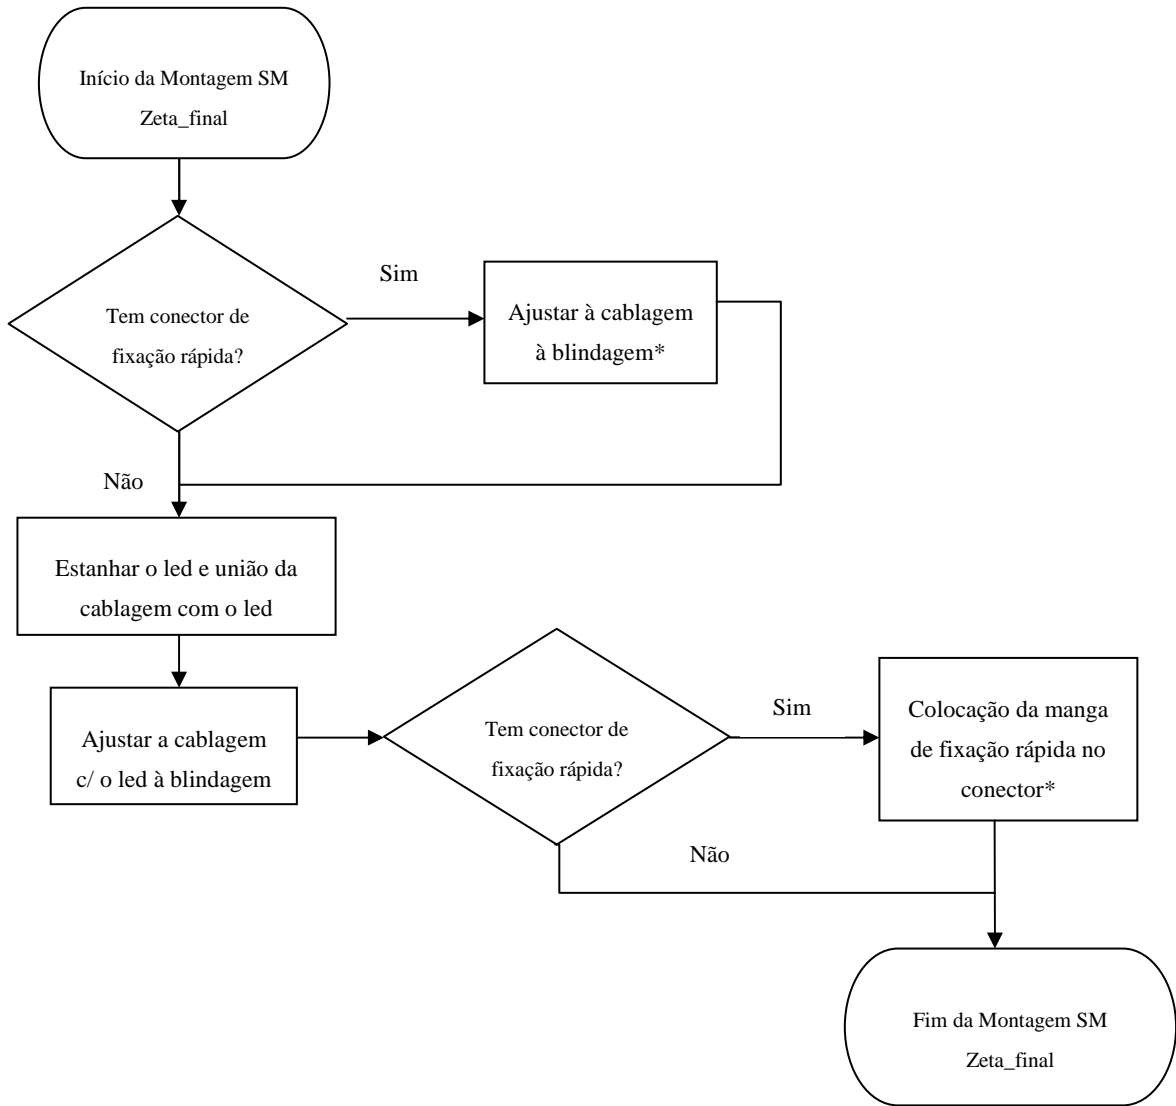 Início da Montagem SM
Zeta_final
Sim
Tem conector de
fixação rápida?
Ajustar à cablagem
à blindagem*
Não
Estanhar o led e união da
cablagem com o led
Ajustar a cablagem
c/ o led à blindagem
Tem conector de
fixação rápida?
Sim
Colocação da manga
de fixação rápida no
conector*
Não
Fim da Montagem SM
Zeta_final